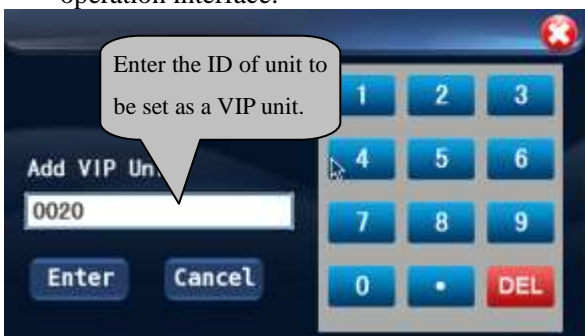 operation interface.
Enter the ID of unit to
be set as a VIP unit.
Add VIP Un
0020
Enter Cancel
1 2 3
4 5 6
7 8 9
0 • DEL